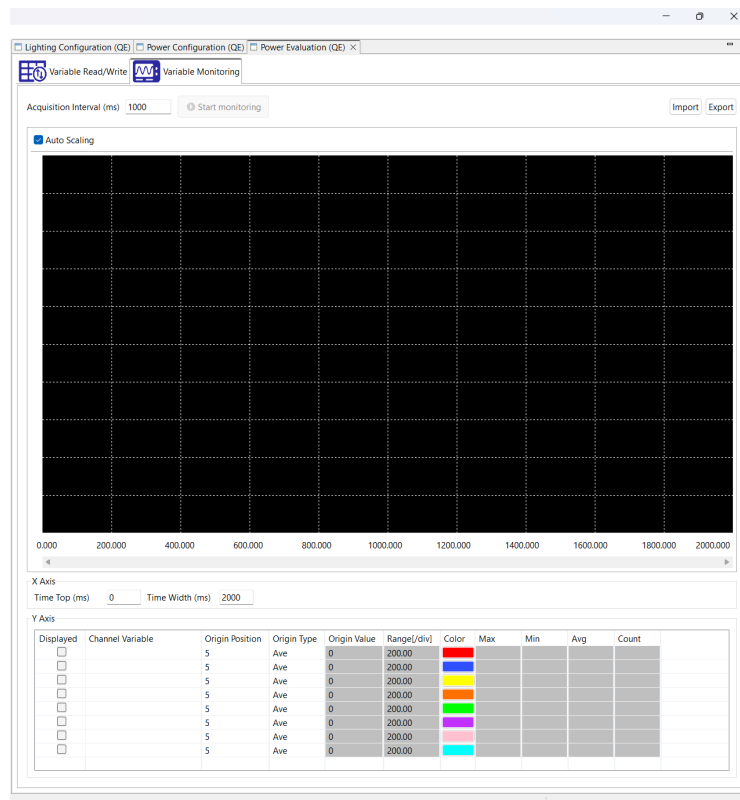 Lighting Configuration (QE) Power Configuration (QE) Power Evaluation (QE)
Variable Read/Write Variable Monitoring
Acquisition Interval (ms) 1000 Start monitoring Import Export
Auto Scaling
0.000 200.000 400.000 600.000 800.000 1000.000 1200.000 1400.000 1600.000 1800.000 2000.000
X Axis
Time Top (ms) 0 Time Width (ms) 2000
Y Axis
Displayed Channel Variable Origin Position Origin Type Origin Value Range[/div] Color Max Min Avg Count
5 Ave 0 200.00
5 Ave 0 200.00
5 Ave 0 200.00
5 Ave 0 200.00
5 Ave 0 200.00
5 Ave 0 200.00
5 Ave 0 200.00
5 Ave 0 200.00